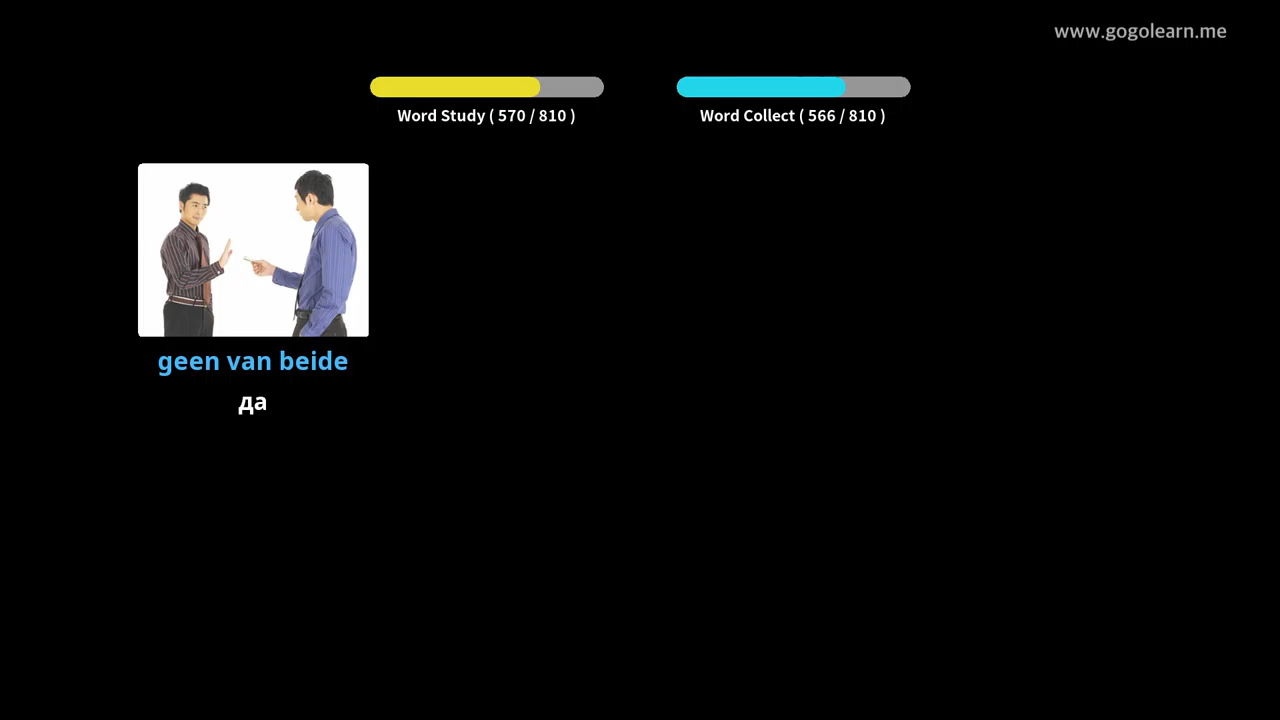 www.gogolearn.me
Word Study ( 570 / 810 )
Word Collect ( 566 / 810 )
geen van beide
да